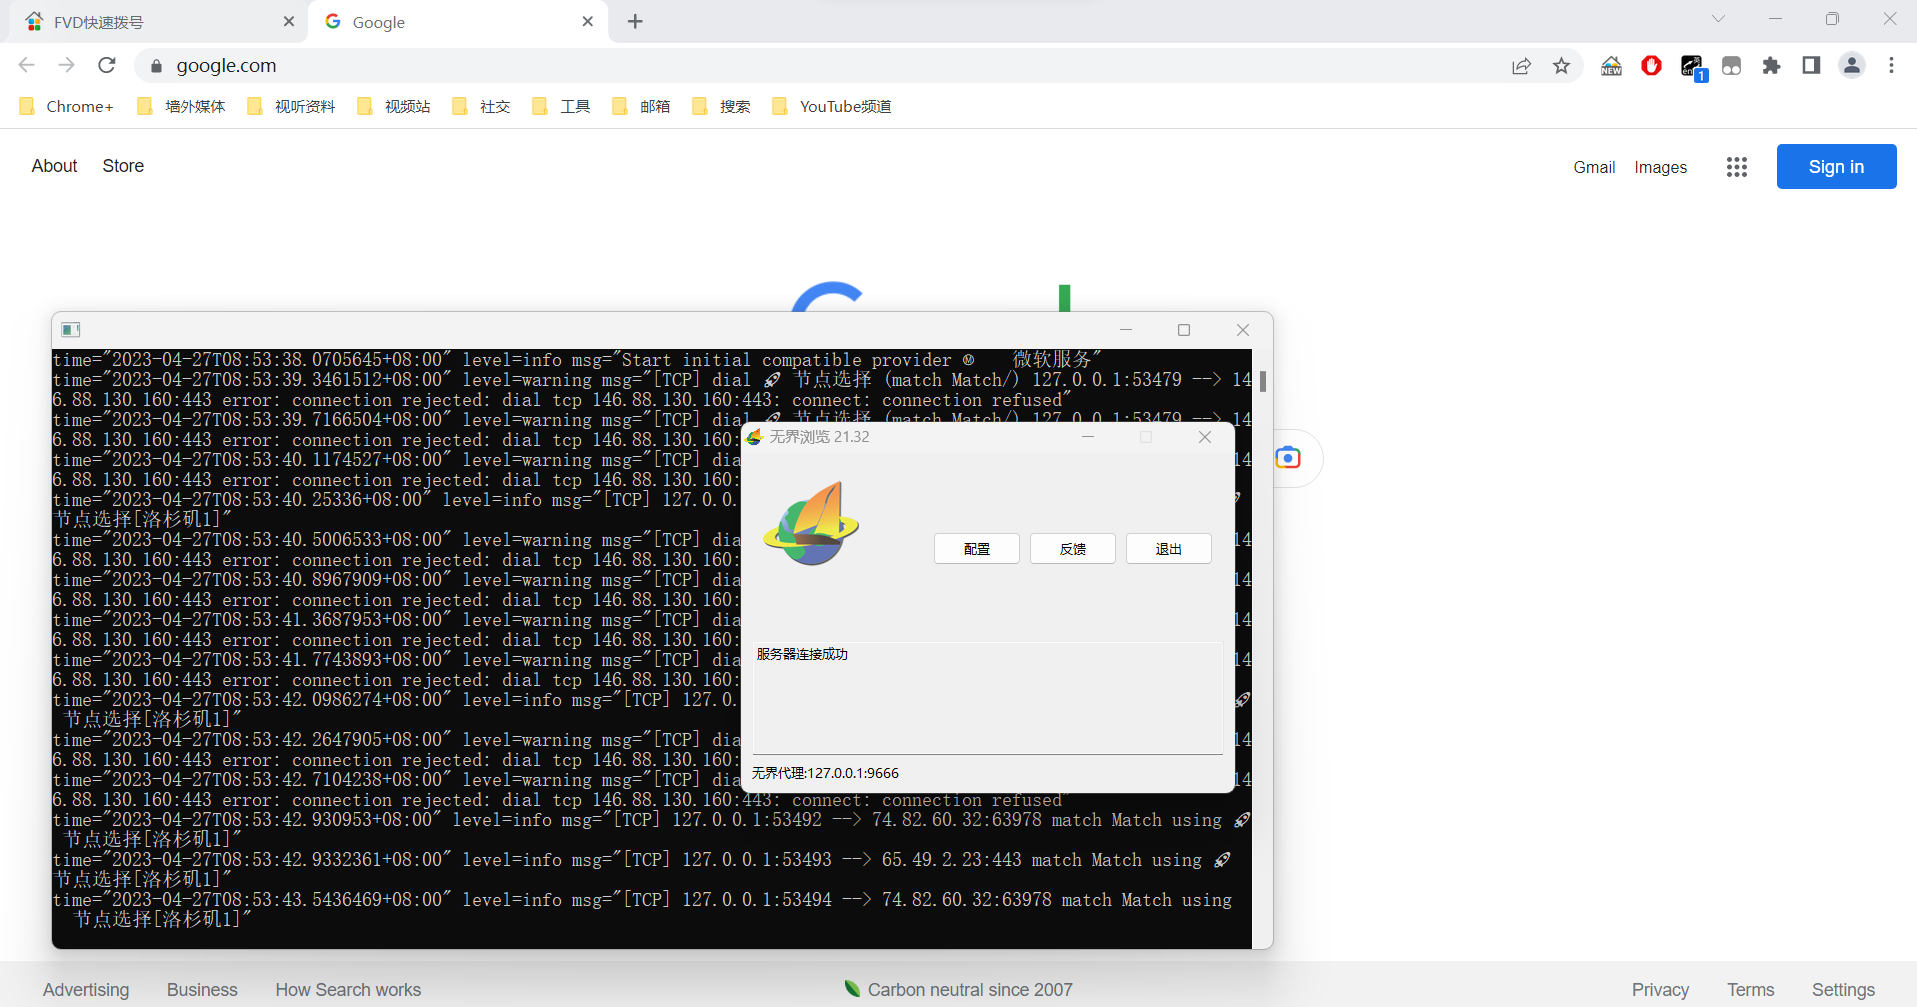 FVD快速拨号
Google
google.com
1
Chrome+ 墙外媒体 视听资料 视频站 社交 工具 邮箱 搜索 YouTube频道
About Store
Gmail Images Sign in
time="2023-04-27T08:53:38.0705645+08:00" level=info msg="Start initial compatible provider Ⓜ 微软服务"
time="2023-04-27T08:53:39.3461512+08:00" level=warning msg="[TCP] dial 🚀 节点选择 (match Match/) 127.0.0.1:53479 --> 14
6.88.130.160:443 error: connection rejected: dial tcp 146.88.130.160:443: connect: connection refused"
time="2023-04-27T08:53:39.7166504+08:00" level=warning msg="[TCP] dial 🚀 节点选择 (match Match/) 127.0.0.1:53479 --> 14
6.88.130.160:443 error: connection rejected: dial tcp 146.88.130.160:
time="2023-04-27T08:53:40.1174527+08:00" level=warning msg="[TCP] dia 14
6.88.130.160:443 error: connection rejected: dial tcp 146.88.130.160:
time="2023-04-27T08:53:40.25336+08:00" level=info msg="[TCP] 127.0.0.
节点选择[洛杉矶1]"
time="2023-04-27T08:53:40.5006533+08:00" level=warning msg="[TCP] dia 14
6.88.130.160:443 error: connection rejected: dial tcp 146.88.130.160:
time="2023-04-27T08:53:40.8967909+08:00" level=warning msg="[TCP] dia 14
6.88.130.160:443 error: connection rejected: dial tcp 146.88.130.160:
time="2023-04-27T08:53:41.3687953+08:00" level=warning msg="[TCP] dia 14
6.88.130.160:443 error: connection rejected: dial tcp 146.88.130.160:
time="2023-04-27T08:53:41.7743893+08:00" level=warning msg="[TCP] dia 14
6.88.130.160:443 error: connection rejected: dial tcp 146.88.130.160:
time="2023-04-27T08:53:42.0986274+08:00" level=info msg="[TCP] 127.0. 🚀
节点选择[洛杉矶1]"
time="2023-04-27T08:53:42.2647905+08:00" level=warning msg="[TCP] dia 14
6.88.130.160:443 error: connection rejected: dial tcp 146.88.130.160:
time="2023-04-27T08:53:42.7104238+08:00" level=warning msg="[TCP] dia 14
6.88.130.160:443 error: connection rejected: dial tcp 146.88.130.160:443: connect: connection refused"
time="2023-04-27T08:53:42.930953+08:00" level=info msg="[TCP] 127.0.0.1:53492 --> 74.82.60.32:63978 match Match using 🚀
节点选择[洛杉矶1]"
time="2023-04-27T08:53:42.9332361+08:00" level=info msg="[TCP] 127.0.0.1:53493 --> 65.49.2.23:443 match Match using 🚀
节点选择[洛杉矶1]"
time="2023-04-27T08:53:43.5436469+08:00" level=info msg="[TCP] 127.0.0.1:53494 --> 74.82.60.32:63978 match Match using
节点选择[洛杉矶1]"
无界浏览 21.32
配置 反馈 退出
服务器连接成功
无界代理:127.0.0.1:9666
Advertising Business How Search works
Carbon neutral since 2007
Privacy Terms Settings